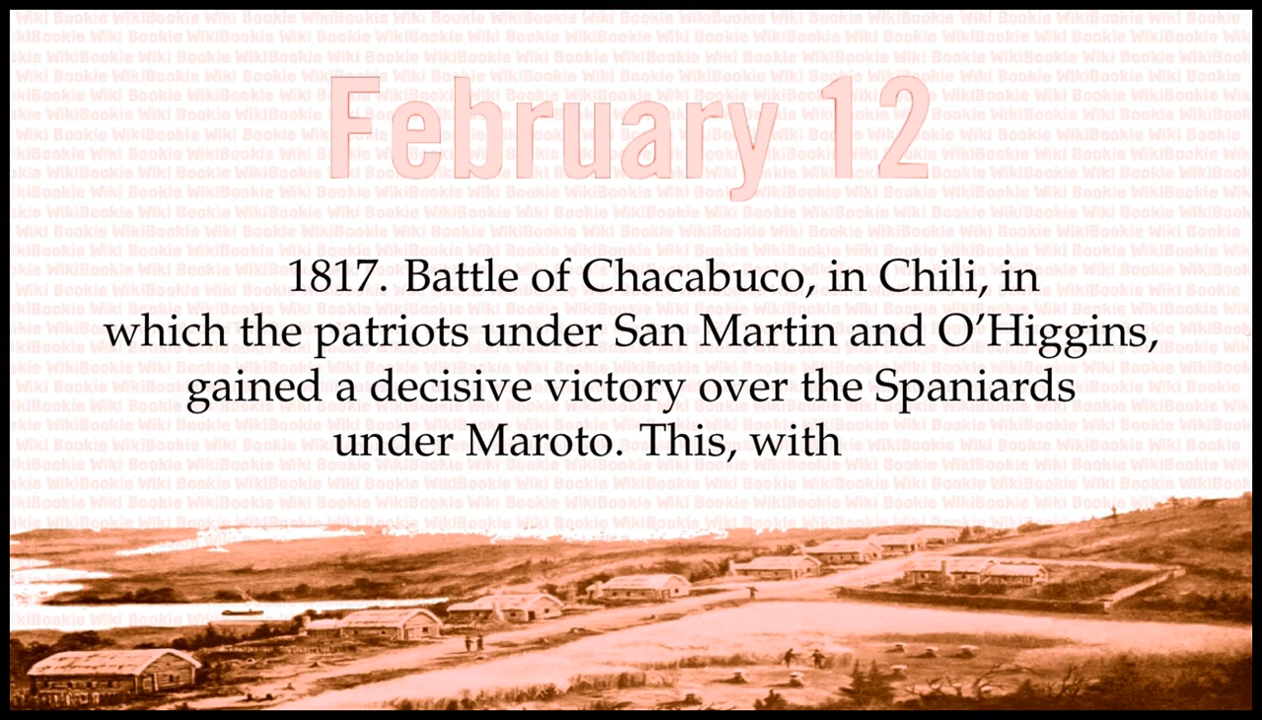 February 12
1817. Battle of Chacabuco, in Chili, in
which the patriots under San Martin and O’Higgins,
gained a decisive victory over the Spaniards
under Maroto. This, with